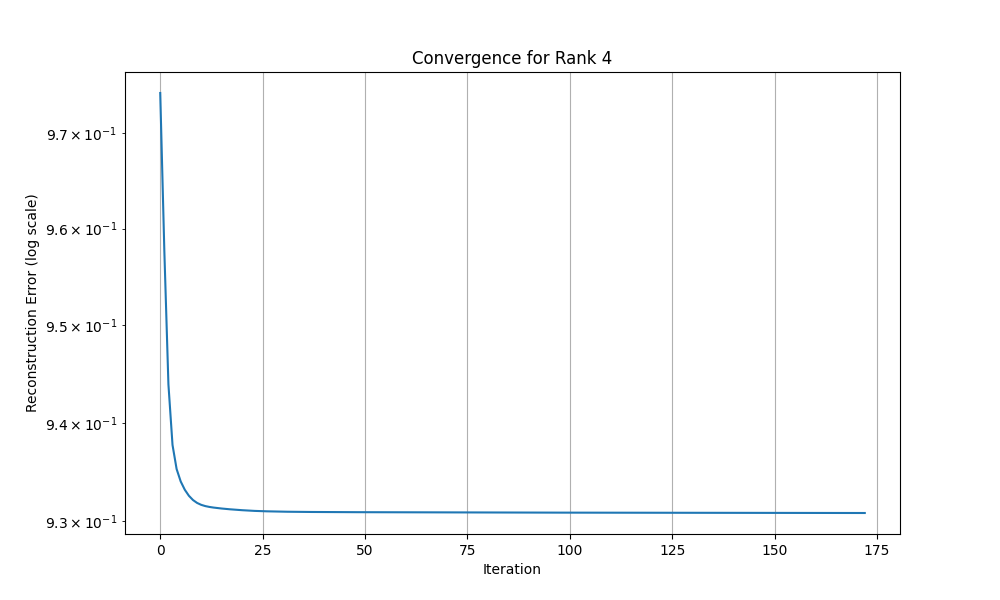 Convergence for Rank 4
Reconstruction Error (log scale)
9.7 × 10⁻¹
9.6 × 10⁻¹
9.5 × 10⁻¹
9.4 × 10⁻¹
9.3 × 10⁻¹
0 25 50 75 100 125 150 175
Iteration